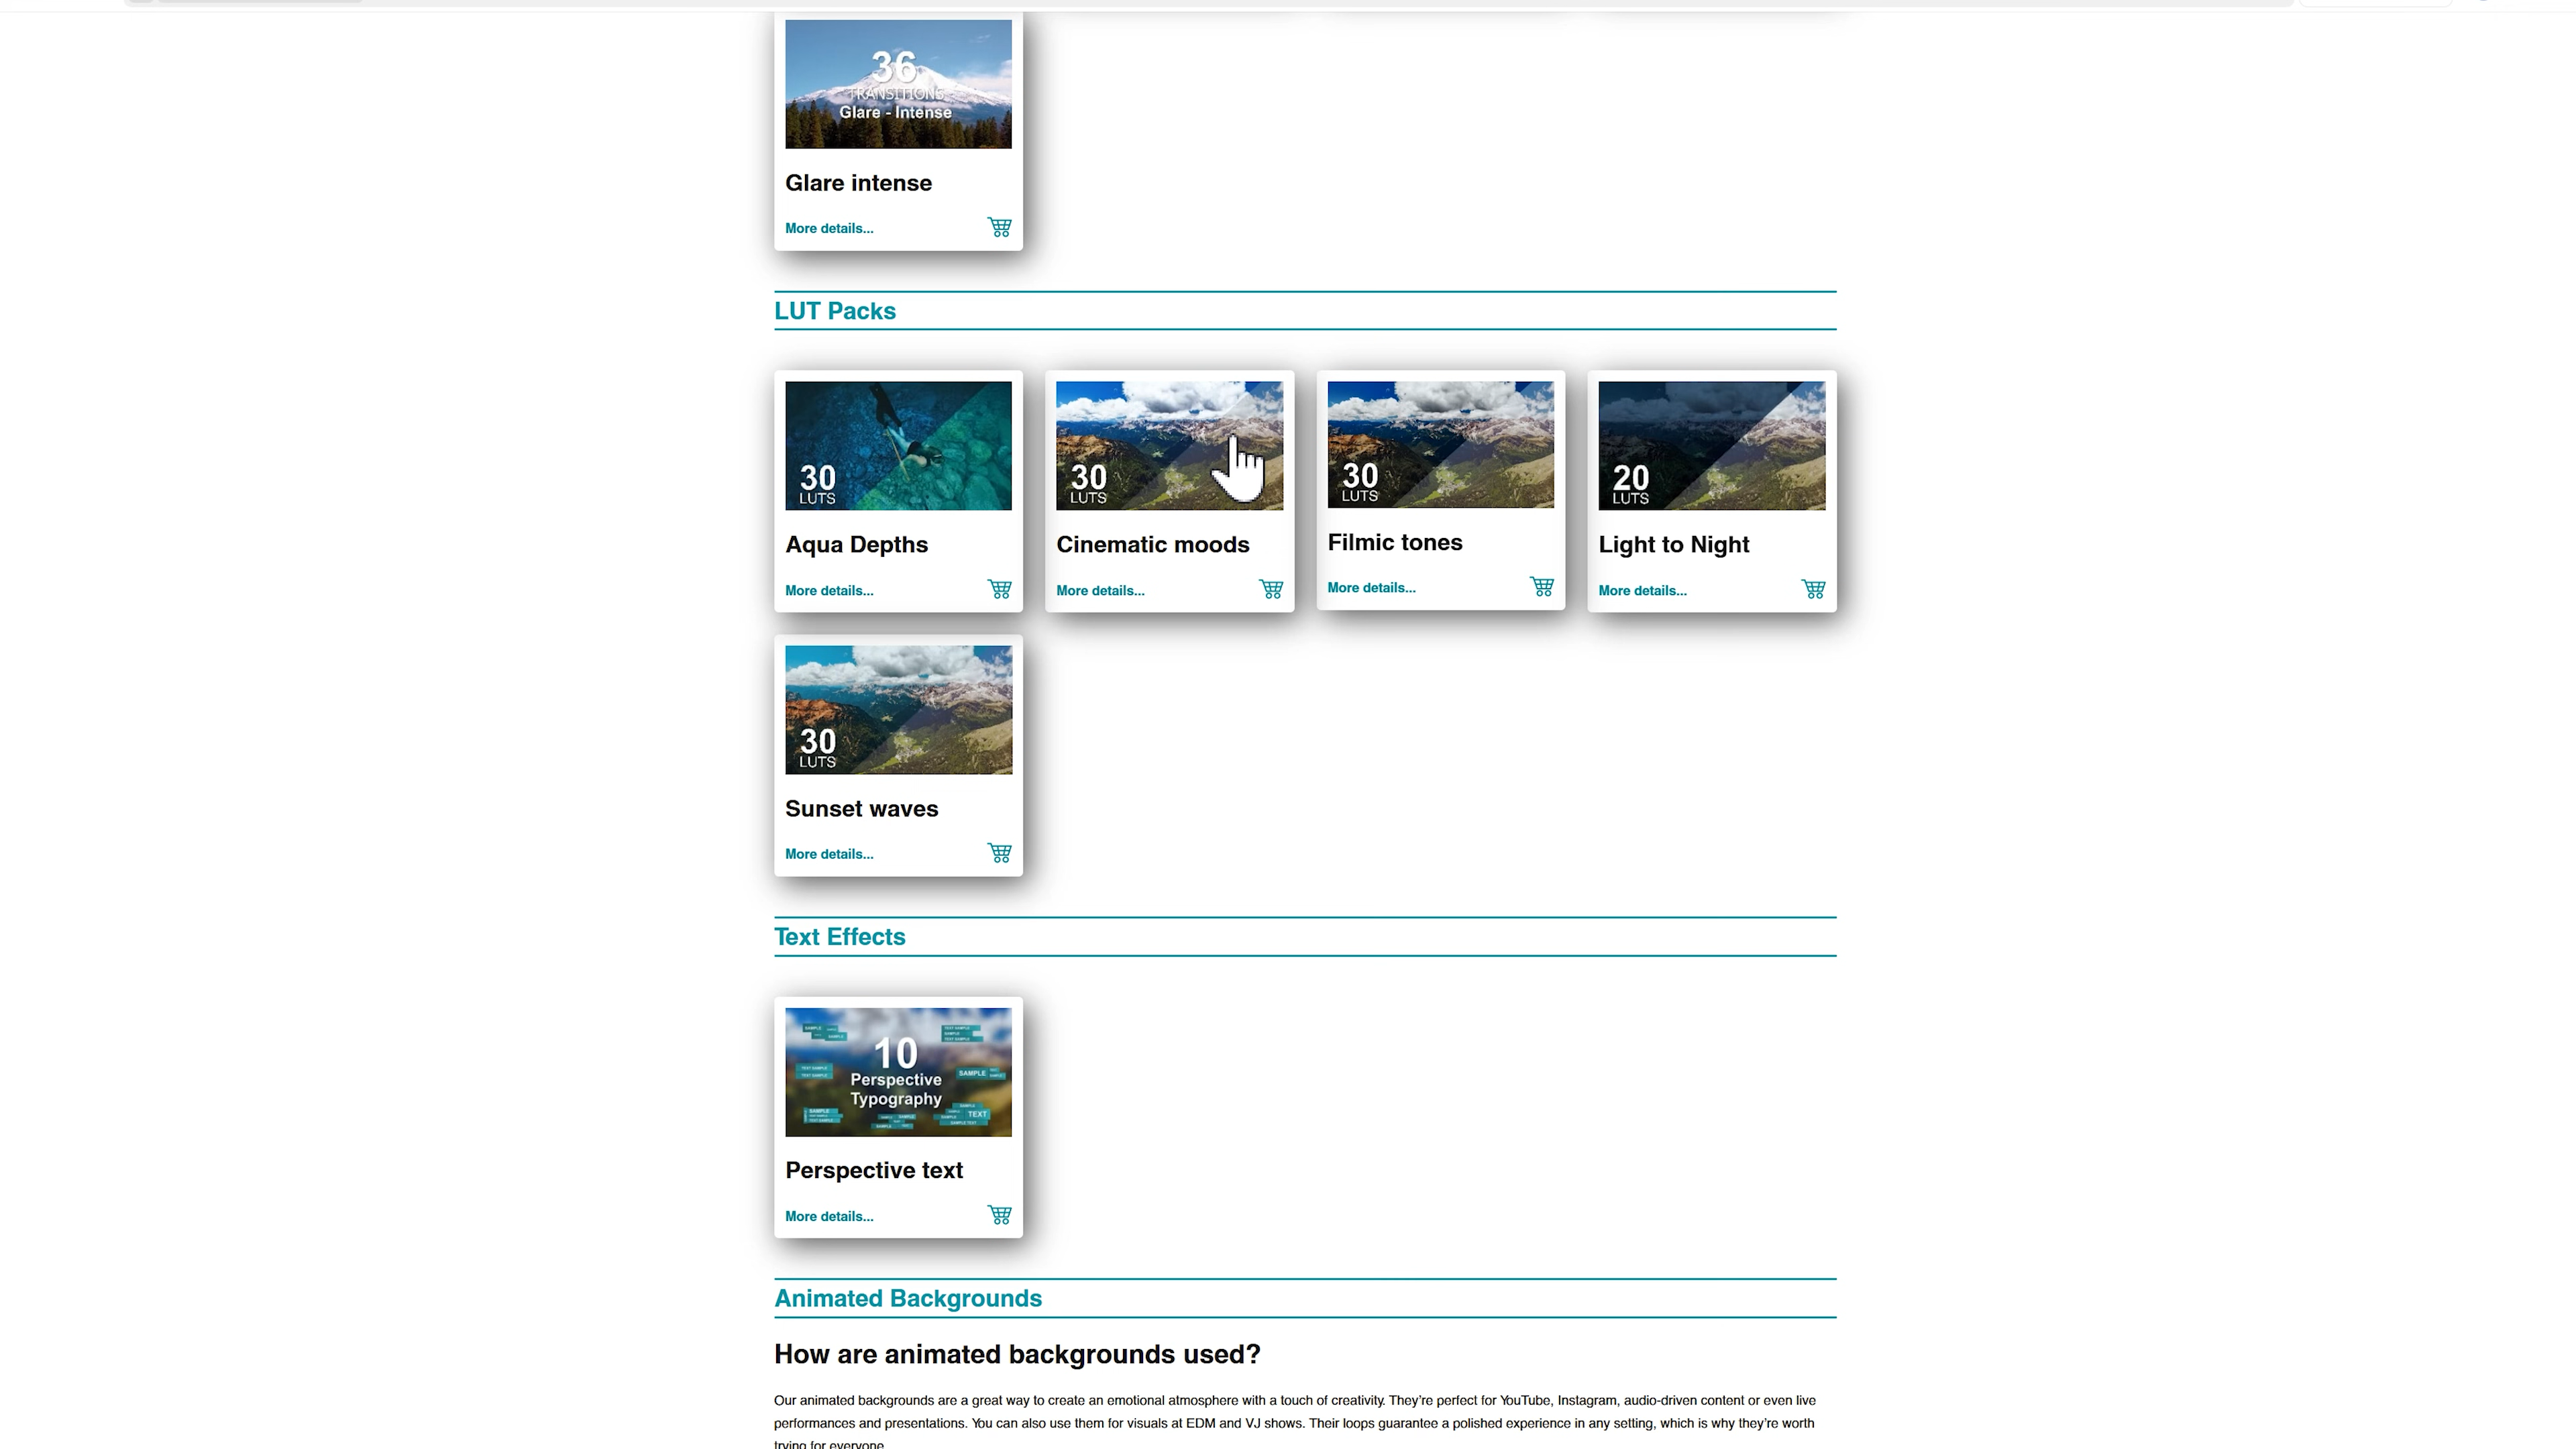 36
TRANSITIONS
Glare - Intense
Glare intense
More details...
LUT Packs
30
LUTS
Aqua Depths
More details...
30
LUTS
Cinematic moods
More details...
30
LUTS
Filmic tones
More details...
20
LUTS
Light to Night
More details...
30
LUTS
Sunset waves
More details...
Text Effects
10
Perspective
Typography
SAMPLE
TEXT
Perspective text
More details...
Animated Backgrounds
How are animated backgrounds used?
Our animated backgrounds are a great way to create an emotional atmosphere with a touch of creativity. They’re perfect for YouTube, Instagram, audio-driven content or even live
performances and presentations. You can also use them for visuals at EDM and VJ shows. Their loops guarantee a polished experience in any setting, which is why they’re worth
trying for everyone